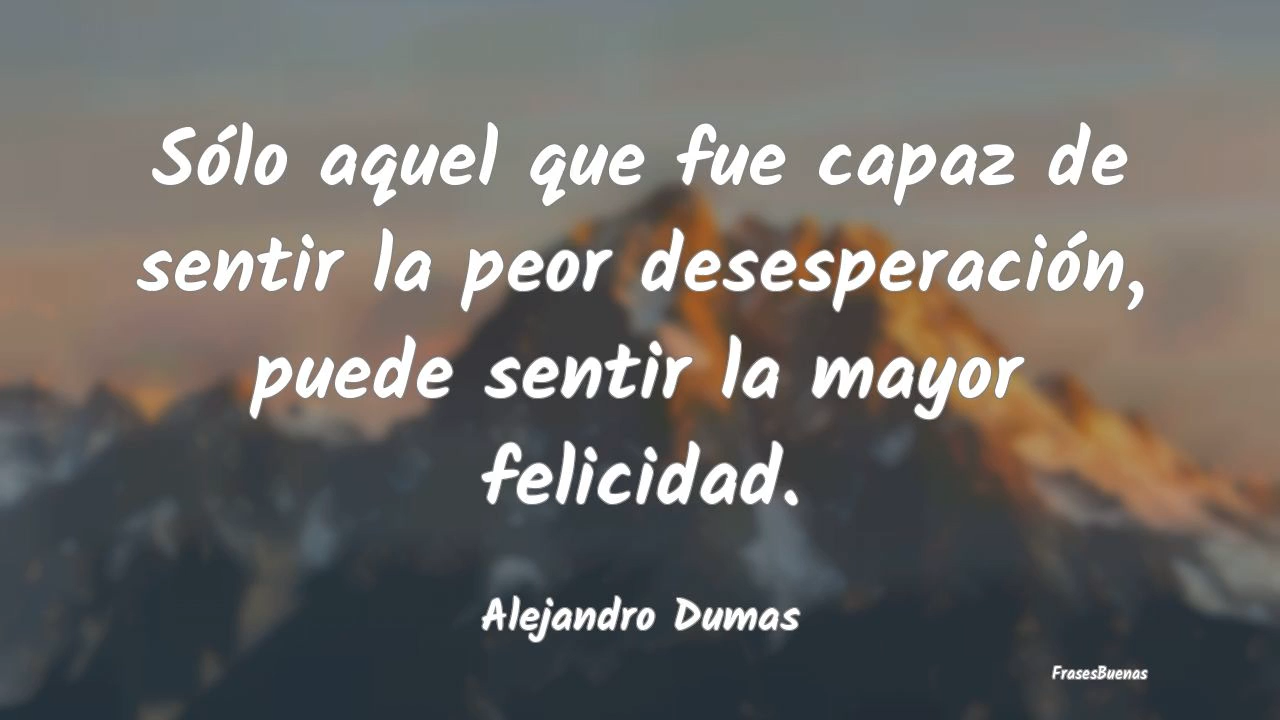 Sólo aquel que fue capaz de
sentir la peor desesperación,
puede sentir la mayor
felicidad.
Alejandro Dumas
FrasesBuenas